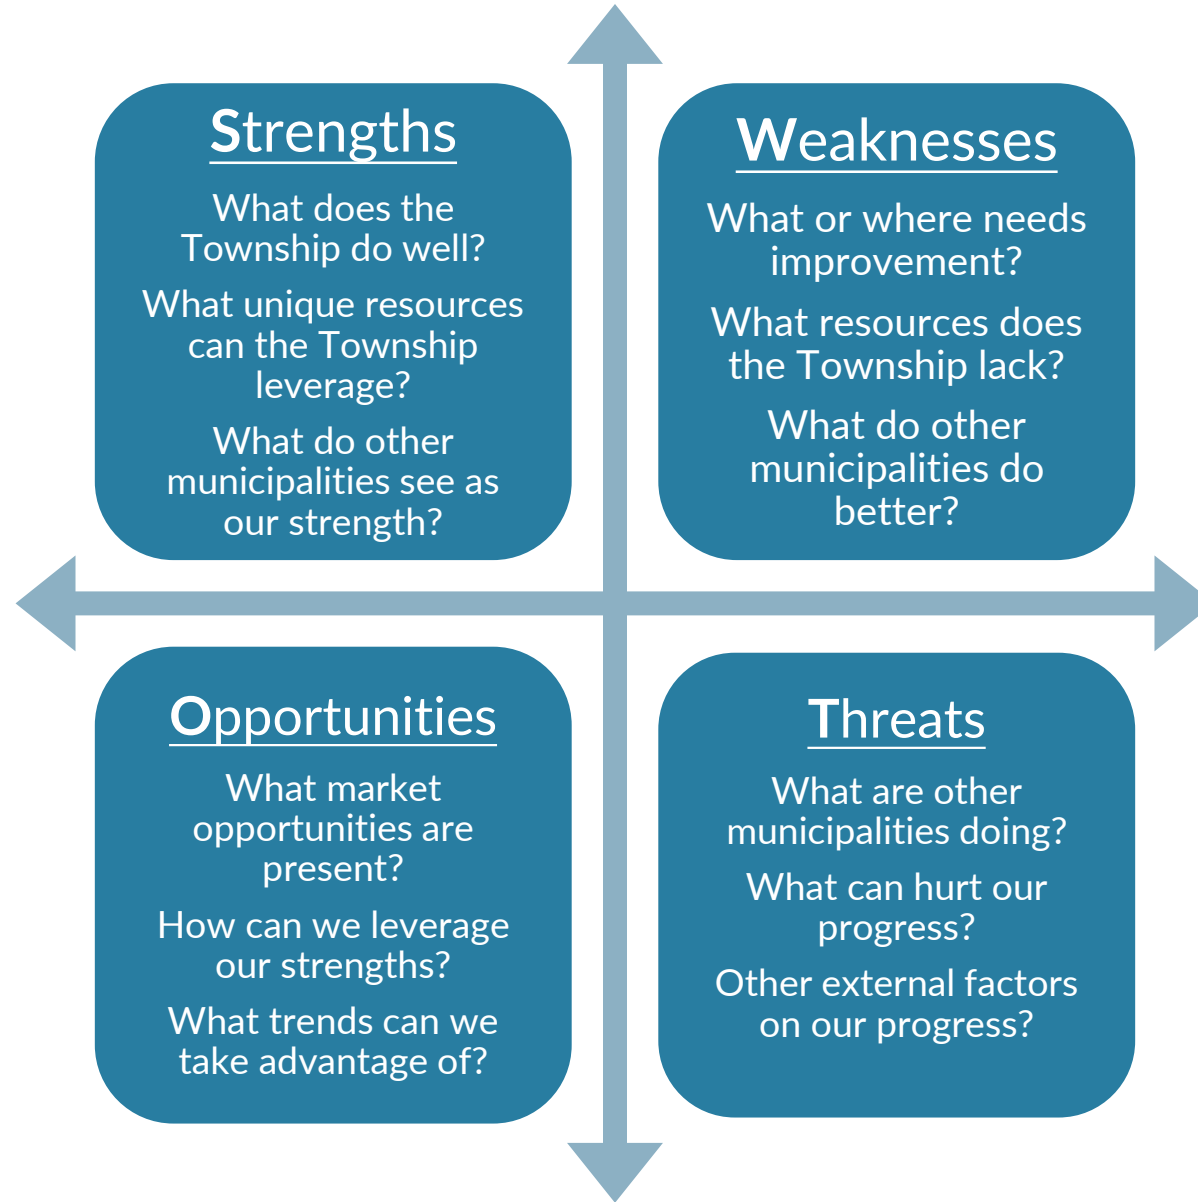 Strengths
What does the
Township do well?
What unique resources
can the Township
leverage?
What do other
municipalities see as
our strength?
Weaknesses
What or where needs
improvement?
What resources does
the Township lack?
What do other
municipalities do
better?
Opportunities
What market
opportunities are
present?
How can we leverage
our strengths?
What trends can we
take advantage of?
Threats
What are other
municipalities doing?
What can hurt our
progress?
Other external factors
on our progress?